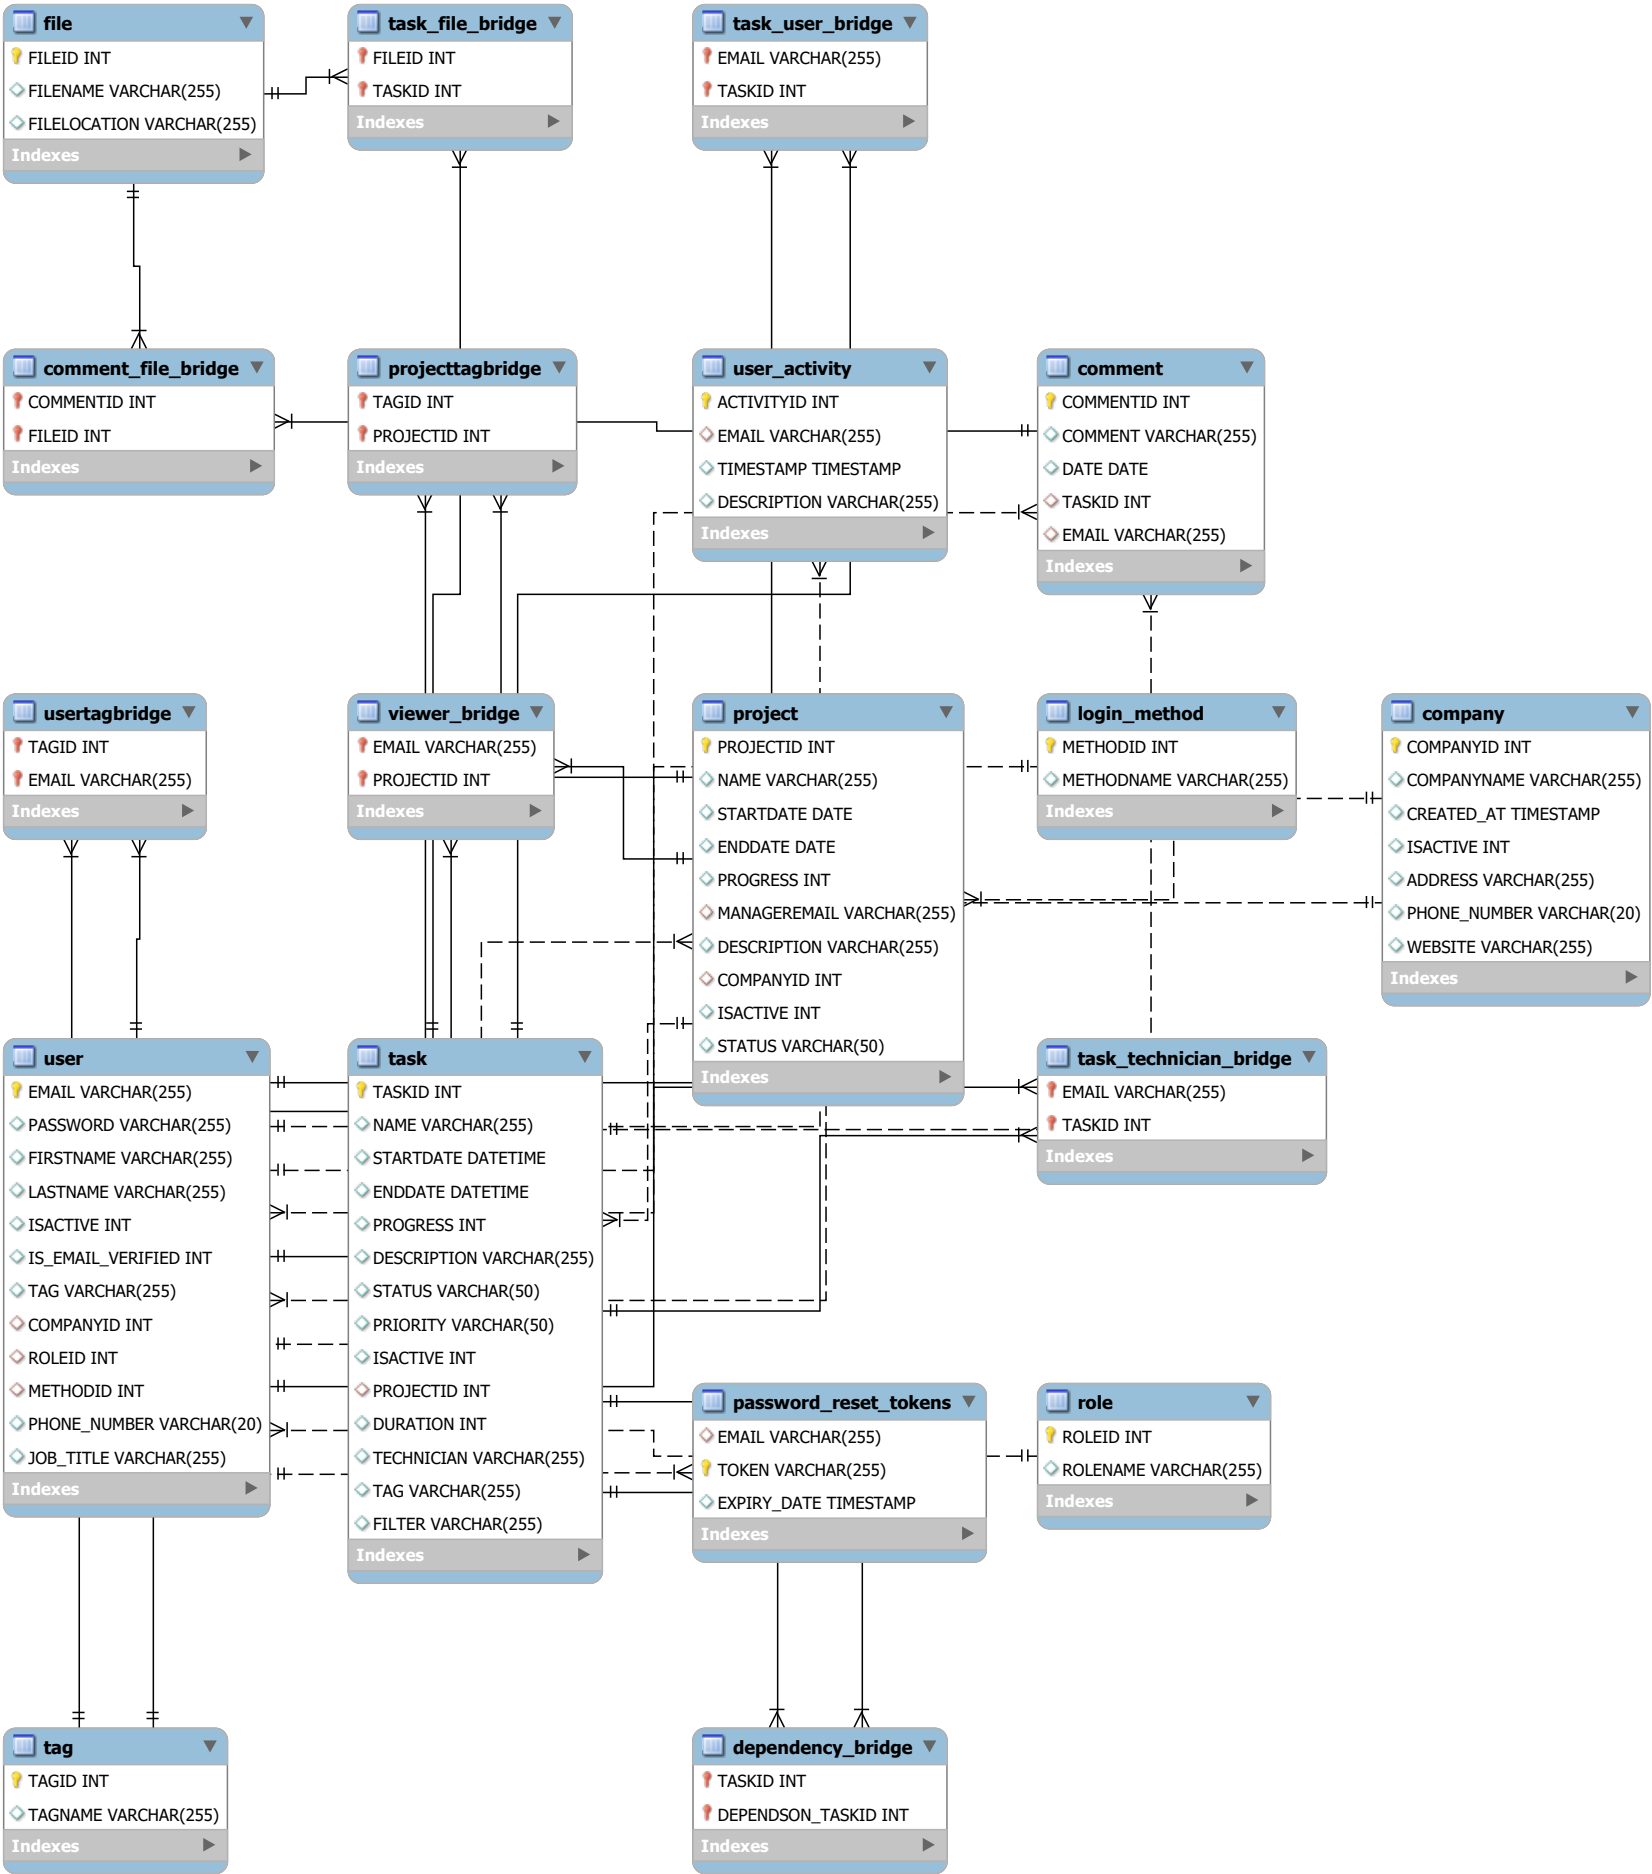 file
FILEID INT
FILENAME VARCHAR(255)
FILELOCATION VARCHAR(255)
Indexes
task_file_bridge
FILEID INT
TASKID INT
Indexes
task_user_bridge
EMAIL VARCHAR(255)
TASKID INT
Indexes
comment_file_bridge
COMMENTID INT
FILEID INT
Indexes
projecttagbridge
TAGID INT
PROJECTID INT
Indexes
user_activity
ACTIVITYID INT
EMAIL VARCHAR(255)
TIMESTAMP TIMESTAMP
DESCRIPTION VARCHAR(255)
Indexes
comment
COMMENTID INT
COMMENT VARCHAR(255)
DATE DATE
TASKID INT
EMAIL VARCHAR(255)
Indexes
usertagbridge
TAGID INT
EMAIL VARCHAR(255)
Indexes
viewer_bridge
EMAIL VARCHAR(255)
PROJECTID INT
Indexes
project
PROJECTID INT
NAME VARCHAR(255)
STARTDATE DATE
ENDDATE DATE
PROGRESS INT
MANAGEREMAIL VARCHAR(255)
DESCRIPTION VARCHAR(255)
COMPANYID INT
ISACTIVE INT
STATUS VARCHAR(50)
Indexes
login_method
METHODID INT
METHODNAME VARCHAR(255)
Indexes
company
COMPANYID INT
COMPANYNAME VARCHAR(255)
CREATED_AT TIMESTAMP
ISACTIVE INT
ADDRESS VARCHAR(255)
PHONE_NUMBER VARCHAR(20)
WEBSITE VARCHAR(255)
Indexes
user
EMAIL VARCHAR(255)
PASSWORD VARCHAR(255)
FIRSTNAME VARCHAR(255)
LASTNAME VARCHAR(255)
ISACTIVE INT
IS_EMAIL_VERIFIED INT
TAG VARCHAR(255)
COMPANYID INT
ROLEID INT
METHODID INT
PHONE_NUMBER VARCHAR(20)
JOB_TITLE VARCHAR(255)
Indexes
task
TASKID INT
NAME VARCHAR(255)
STARTDATE DATETIME
ENDDATE DATETIME
PROGRESS INT
DESCRIPTION VARCHAR(255)
STATUS VARCHAR(50)
PRIORITY VARCHAR(50)
ISACTIVE INT
PROJECTID INT
DURATION INT
TECHNICIAN VARCHAR(255)
TAG VARCHAR(255)
FILTER VARCHAR(255)
Indexes
task_technician_bridge
EMAIL VARCHAR(255)
TASKID INT
Indexes
password_reset_tokens
EMAIL VARCHAR(255)
TOKEN VARCHAR(255)
EXPIRY_DATE TIMESTAMP
Indexes
role
ROLEID INT
ROLENAME VARCHAR(255)
Indexes
tag
TAGID INT
TAGNAME VARCHAR(255)
Indexes
dependency_bridge
TASKID INT
DEPENDSON_TASKID INT
Indexes